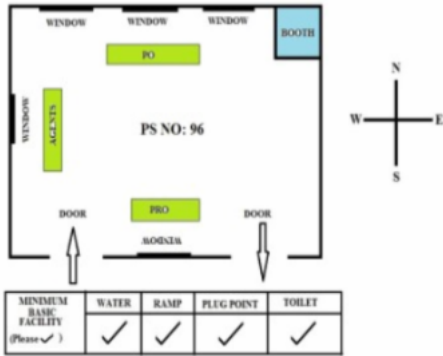 WINDOW WINDOW WINDOW
BOOTH
PO
WINDOW
AGENTS
PS NO: 96
N
W E
S
PRO
DOOR DOOR
WINDOW
MINIMUM BASIC FACILITY (Please ✓ )
WATER RAMP PLUG POINT TOILET
✓ ✓ ✓ ✓